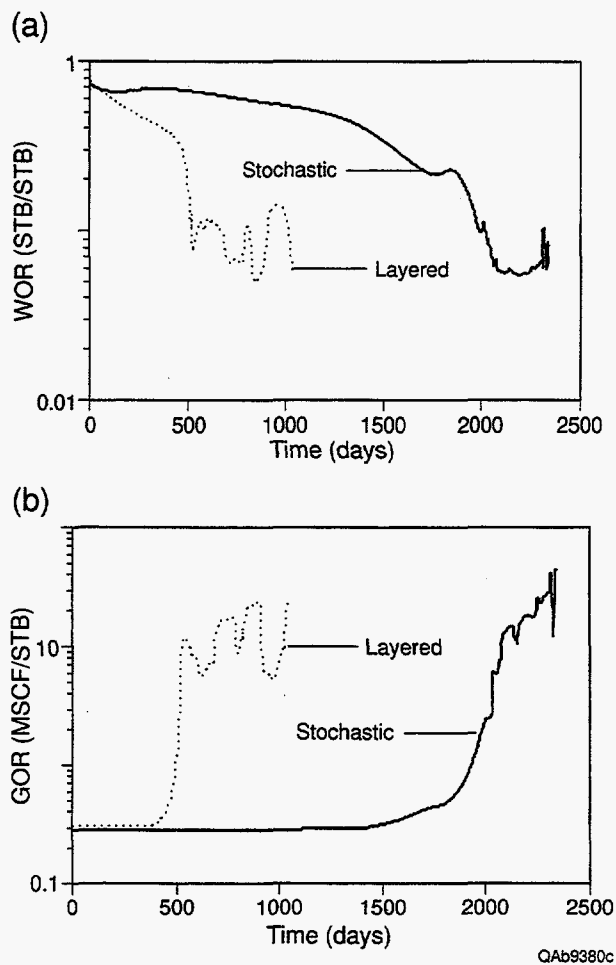 (a)
1
WOR (STB/STB)
Stochastic
Layered
0.01
0 500 1000 1500 2000 2500
Time (days)
(b)
GOR (MSCF/STB)
10
Layered
Stochastic
1
0.1
0 500 1000 1500 2000 2500
Time (days)
QAb9380c